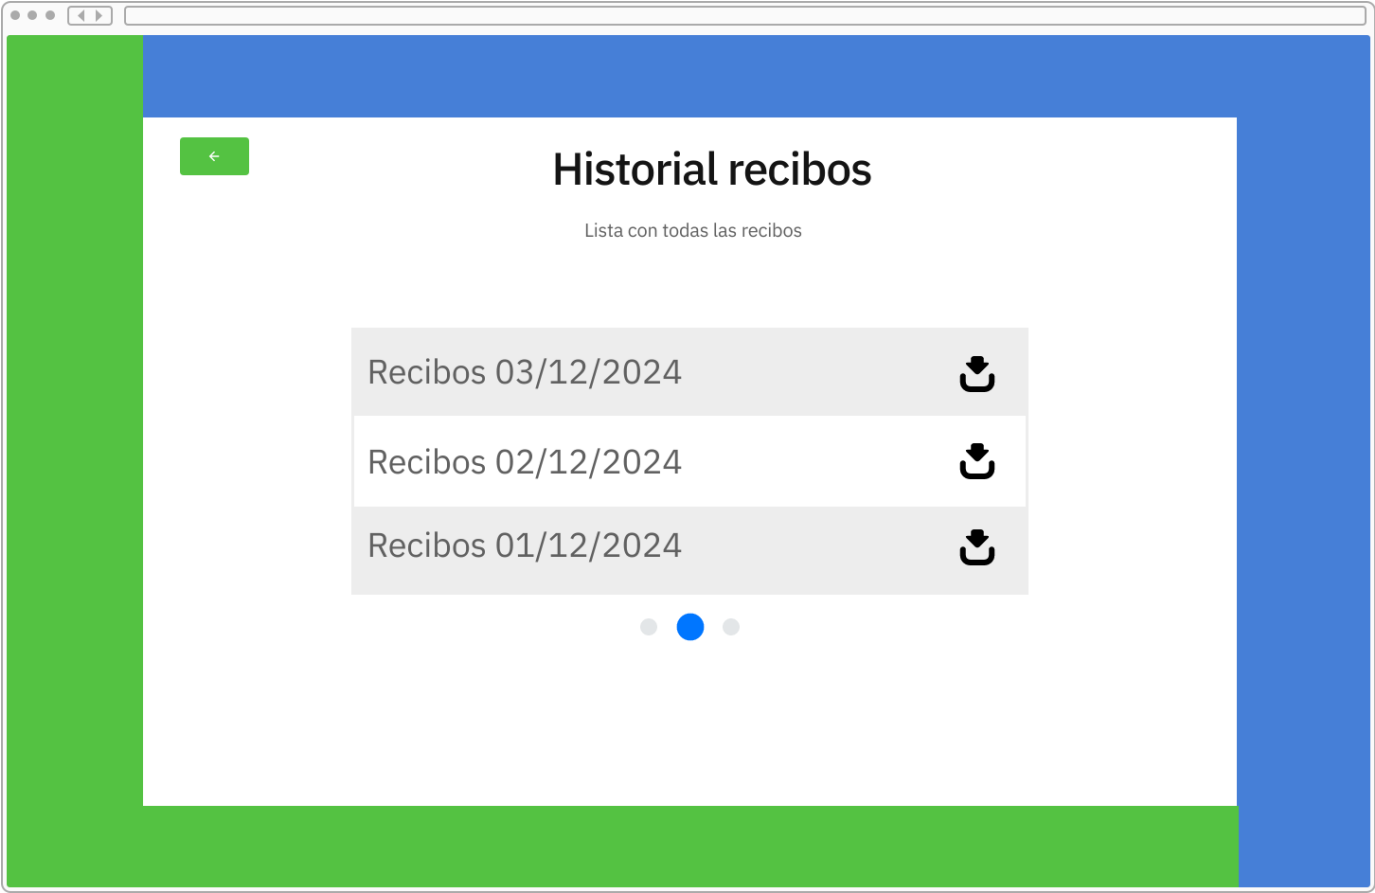 Historial recibos
Lista con todas las recibos
Recibos 03/12/2024
Recibos 02/12/2024
Recibos 01/12/2024